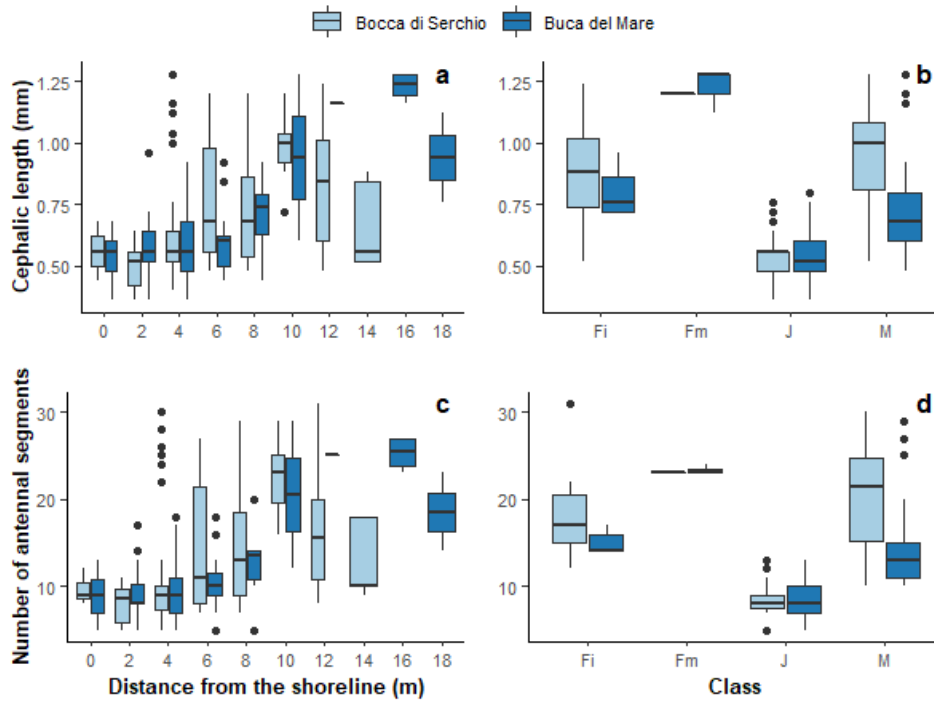 Bocca di Serchio Buca del Mare
a
b
Cephalic length (mm)
1.25
1.00
0.75
0.50
0 2 4 6 8 10 12 14 16 18
1.25
1.00
0.75
0.50
Fi Fm J M
c
d
Number of antennal segments
30
20
10
0 2 4 6 8 10 12 14 16 18
Distance from the shoreline (m)
30
20
10
Fi Fm J M
Class